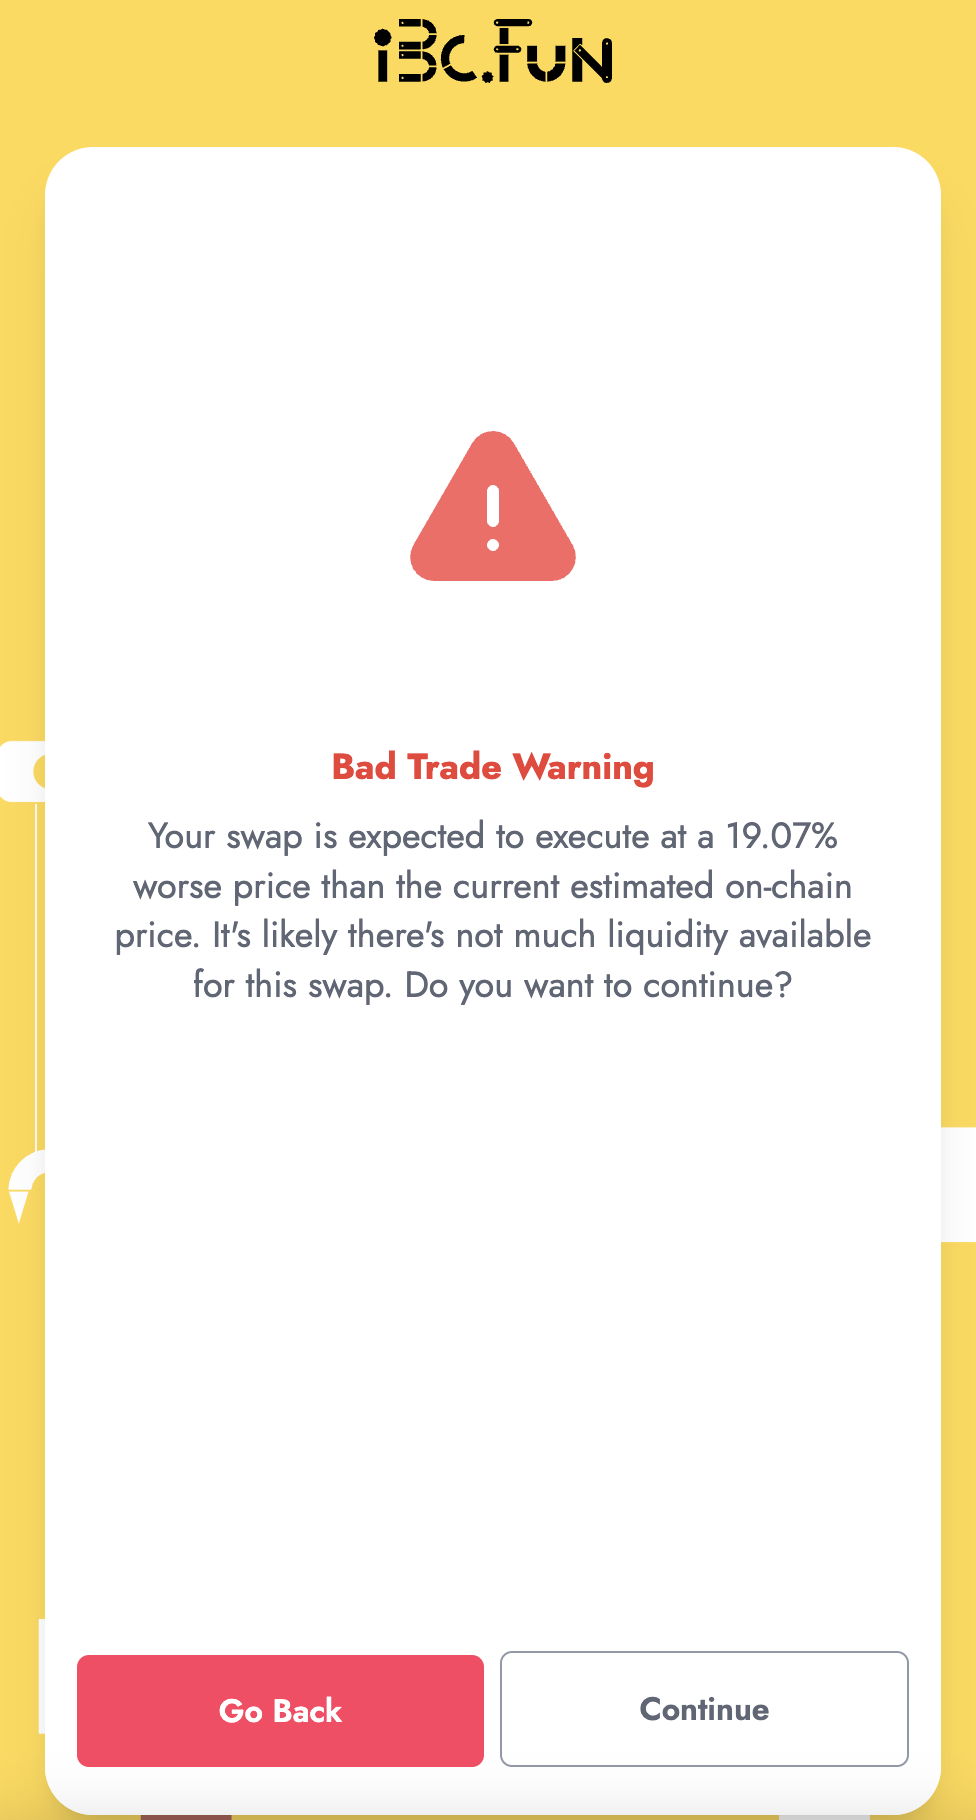 iBC.FUN
Bad Trade Warning
Your swap is expected to execute at a 19.07%
worse price than the current estimated on-chain
price. It's likely there's not much liquidity available
for this swap. Do you want to continue?
Go Back
Continue